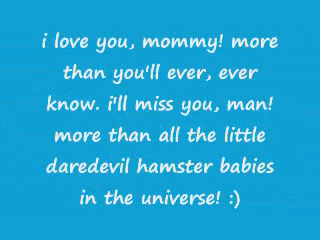 i love you, mommy! more
than you'll ever, ever
know. i'll miss you, man!
more than all the little
daredevil hamster babies
in the universe! :)